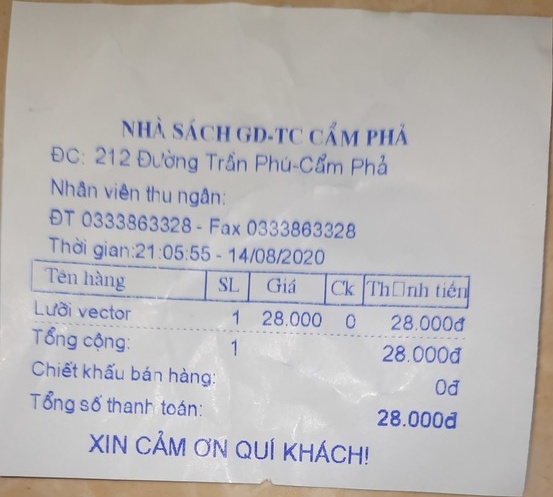 NHÀ SÁCH GD-TC CẨM PHẢ
ĐC: 212 Đường Trần Phú-Cẩm Phả
Nhân viên thu ngân:
ĐT 0333863328 - Fax 0333863328
Thời gian:21:05:55 - 14/08/2020
Tên hàng SL Giá Ck Th□nh tiền
Lưỡi vector 1 28.000 0 28.000đ
Tổng cộng: 1 28.000đ
Chiết khấu bán hàng: 0đ
Tổng số thanh toán: 28.000đ
XIN CẢM ƠN QUÍ KHÁCH!